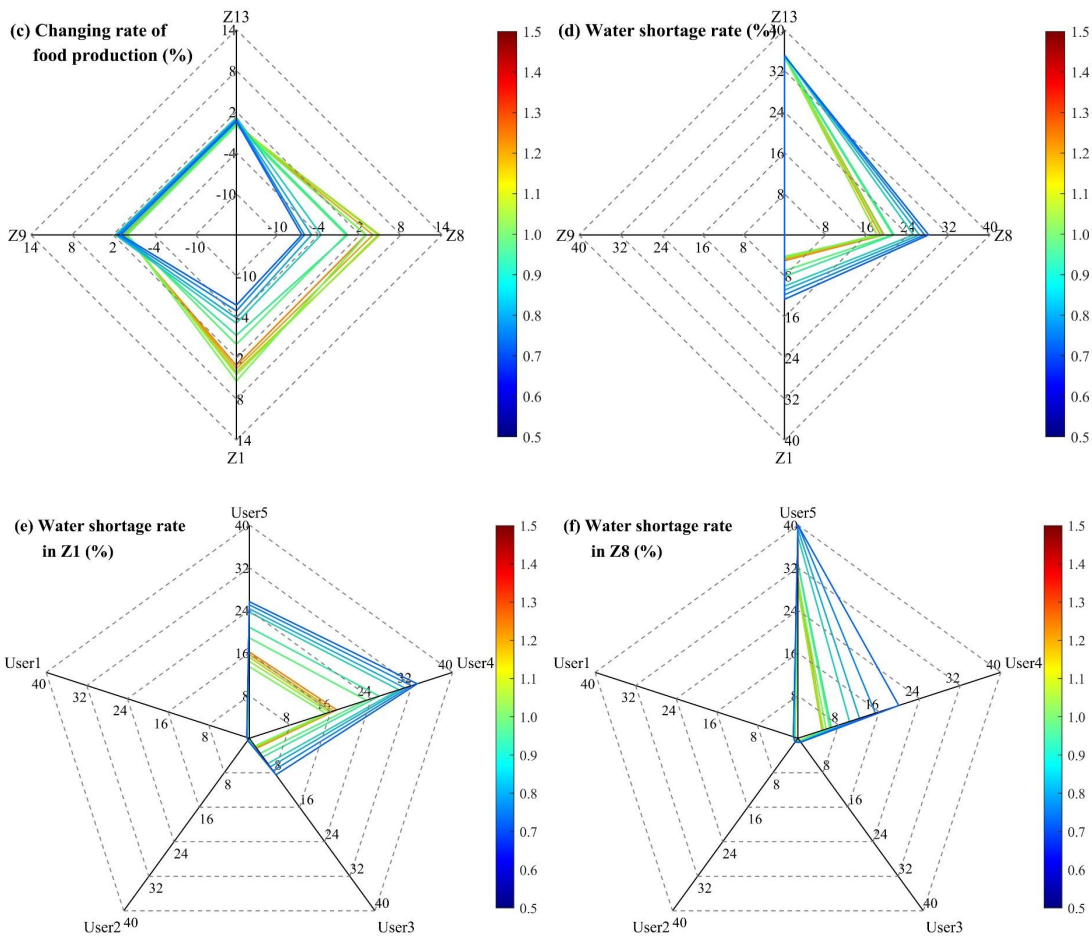 (c) Changing rate of
food production (%)
Z13
14
8
2
-4
-10
Z9
14 8 2 -4 -10
-10 -4 2 8 14
Z8
-10
-4
2
8
14
Z1
1.5
1.4
1.3
1.2
1.1
1.0
0.9
0.8
0.7
0.6
0.5
(d) Water shortage rate (%)
Z13
40
32
24
16
8
Z9
40 32 24 16 8
8 16 24 32 40
Z8
8
16
24
32
40
Z1
1.5
1.4
1.3
1.2
1.1
1.0
0.9
0.8
0.7
0.6
0.5
(e) Water shortage rate
in Z1 (%)
User5
40
32
24
16
8
User1
40 32 24 16 8
User4
8 16 24 32 40
8
16
24
32
40
User2
8
16
24
32
40
User3
1.5
1.4
1.3
1.2
1.1
1.0
0.9
0.8
0.7
0.6
0.5
(f) Water shortage rate
in Z8 (%)
User5
40
32
24
16
8
User1
40 32 24 16 8
User4
8 16 24 32 40
8
16
24
32
40
User2
8
16
24
32
40
User3
1.5
1.4
1.3
1.2
1.1
1.0
0.9
0.8
0.7
0.6
0.5